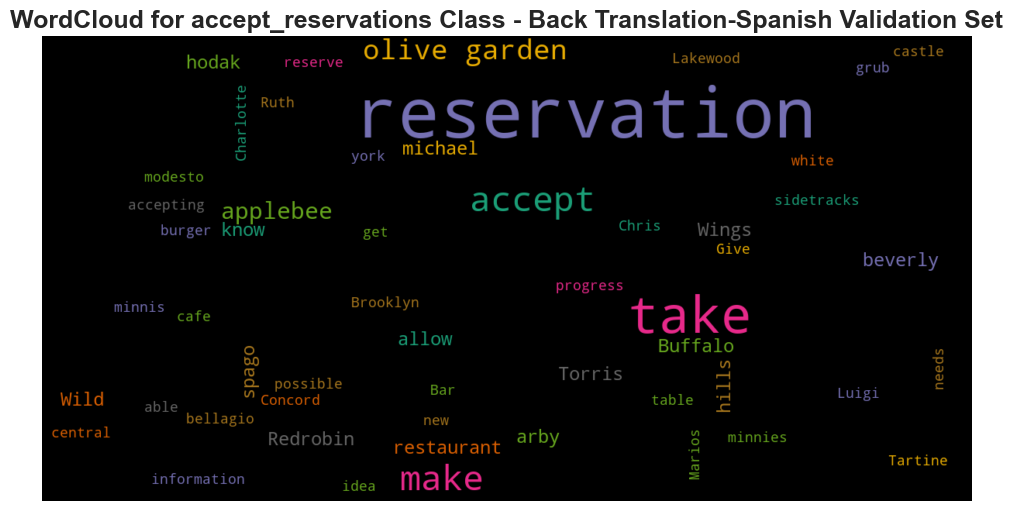 WordCloud for accept_reservations Class - Back Translation-Spanish Validation Set
olive garden
castle
Lakewood
hodak
reserve
grub
Ruth
Charlotte
reservation
michael
york
white
modesto
accept
sidetracks
accepting
applebee
burger
know
get
Chris
Wings
Give
beverly
progress
minnis
cafe
Brooklyn
take
allow
Buffalo
spago
possible
Torris
hills
needs
Wild
able
Concord
Bar
table
Luigi
bellagio
new
central
Redrobin
restaurant
arby
Marios
minnies
Tartine
information
idea
make